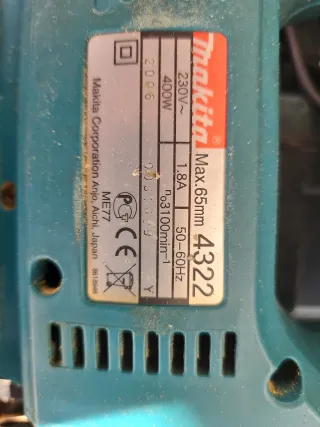 makita®
Max.65mm 4322
230V~ 1.8A 50–60Hz
400W n₀3100min⁻¹
2006 Y
CE
ME77
Makita Corporation Anjo, Aichi, Japan